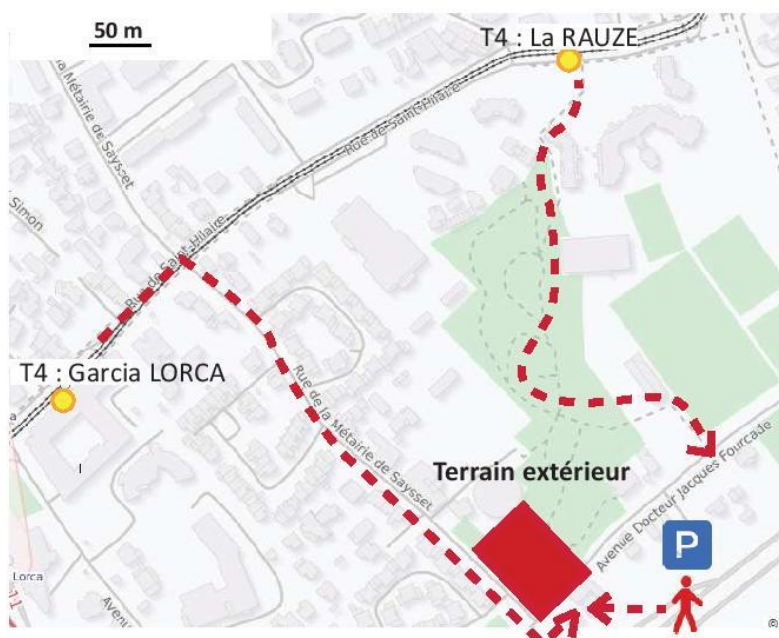 50 m
T4 : La RAUZE
Rue de la Métairie de Saysset
Rue de Saint-Hilaire
Simon
Rue de Saint-Hilaire
T4 : Garcia LORCA
Rue de la Métairie de Saysset
Terrain extérieur
Avenue Docteur Jacques Fourcade
P
Lorca
Avenue
©